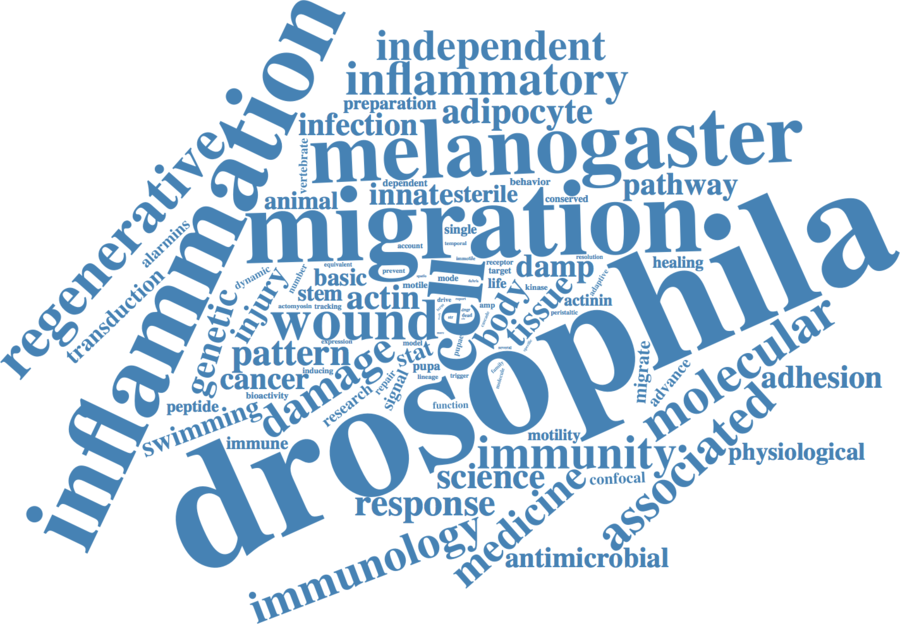 independent
inflammatory
preparation
adipocyte
infection
melanogaster
inflammation
regenerative
vertebrate
dependent
behavior
pathway
animal
innate
sterile
conserved
migration
alarmins
transduction
single
account
temporal
drosophila
resolution
healing
equivalent
dynamic
number
prevent
receptor
target
damp
adaptive
basic
motile
mode
life
kinase
injury
genetic
stem
actin
cell
body
tissue
actinin
actomyosin
tracking
drive
amp
peristaltic
wound
expression
model
pattern
damage
stat
pupae
molecular
migrate
advance
cancer
inducing
signal
repair
pupa
lineage
trigger
family
adhesion
bioactivity
research
function
peptide
swimming
immune
associated
motility
immunity
physiological
science
confocal
response
medicine
immunology
antimicrobial